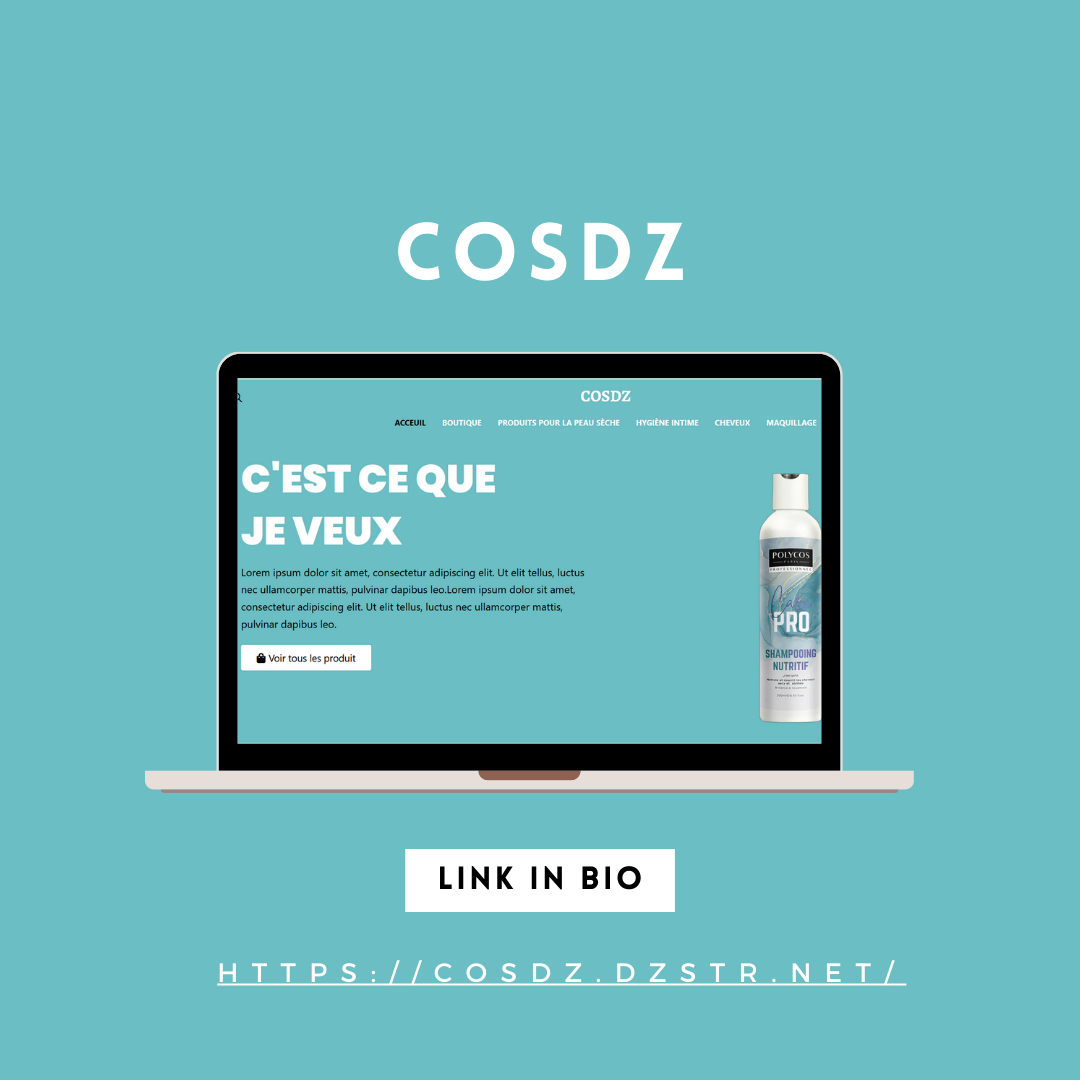 COSDZ
COSDZ
ACCEUIL BOUTIQUE PRODUITS POUR LA PEAU SÈCHE HYGIÈNE INTIME CHEVEUX MAQUILLAGE
C'EST CE QUE
JE VEUX
Lorem ipsum dolor sit amet, consectetur adipiscing elit. Ut elit tellus, luctus
nec ullamcorper mattis, pulvinar dapibus leo.Lorem ipsum dolor sit amet,
consectetur adipiscing elit. Ut elit tellus, luctus nec ullamcorper mattis,
pulvinar dapibus leo.
Voir tous les produit
POLYCOS
PARIS
PROFESSIONNEL
PRO
SHAMPOOING
NUTRITIF
LINK IN BIO
HTTPS://COSDZ.DZSTR.NET/